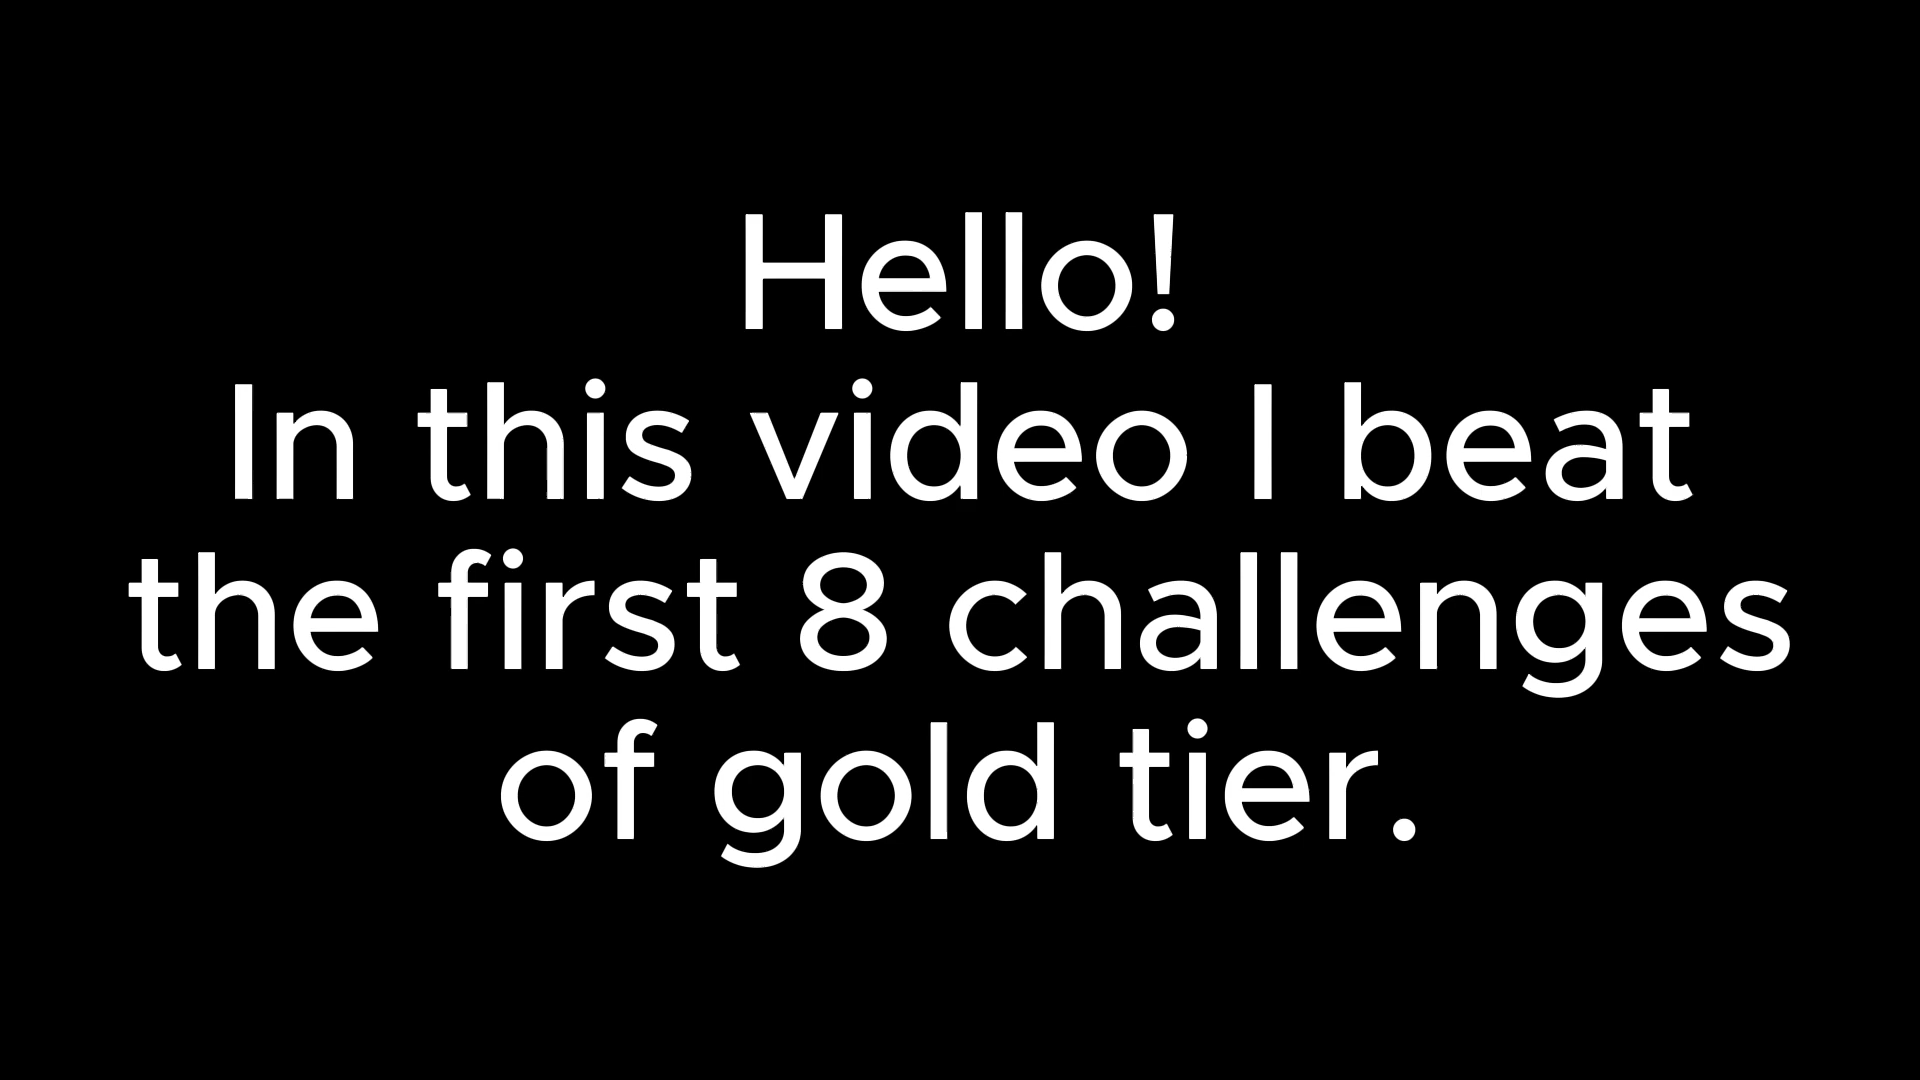 Hello!
In this video I beat
the first 8 challenges
of gold tier.